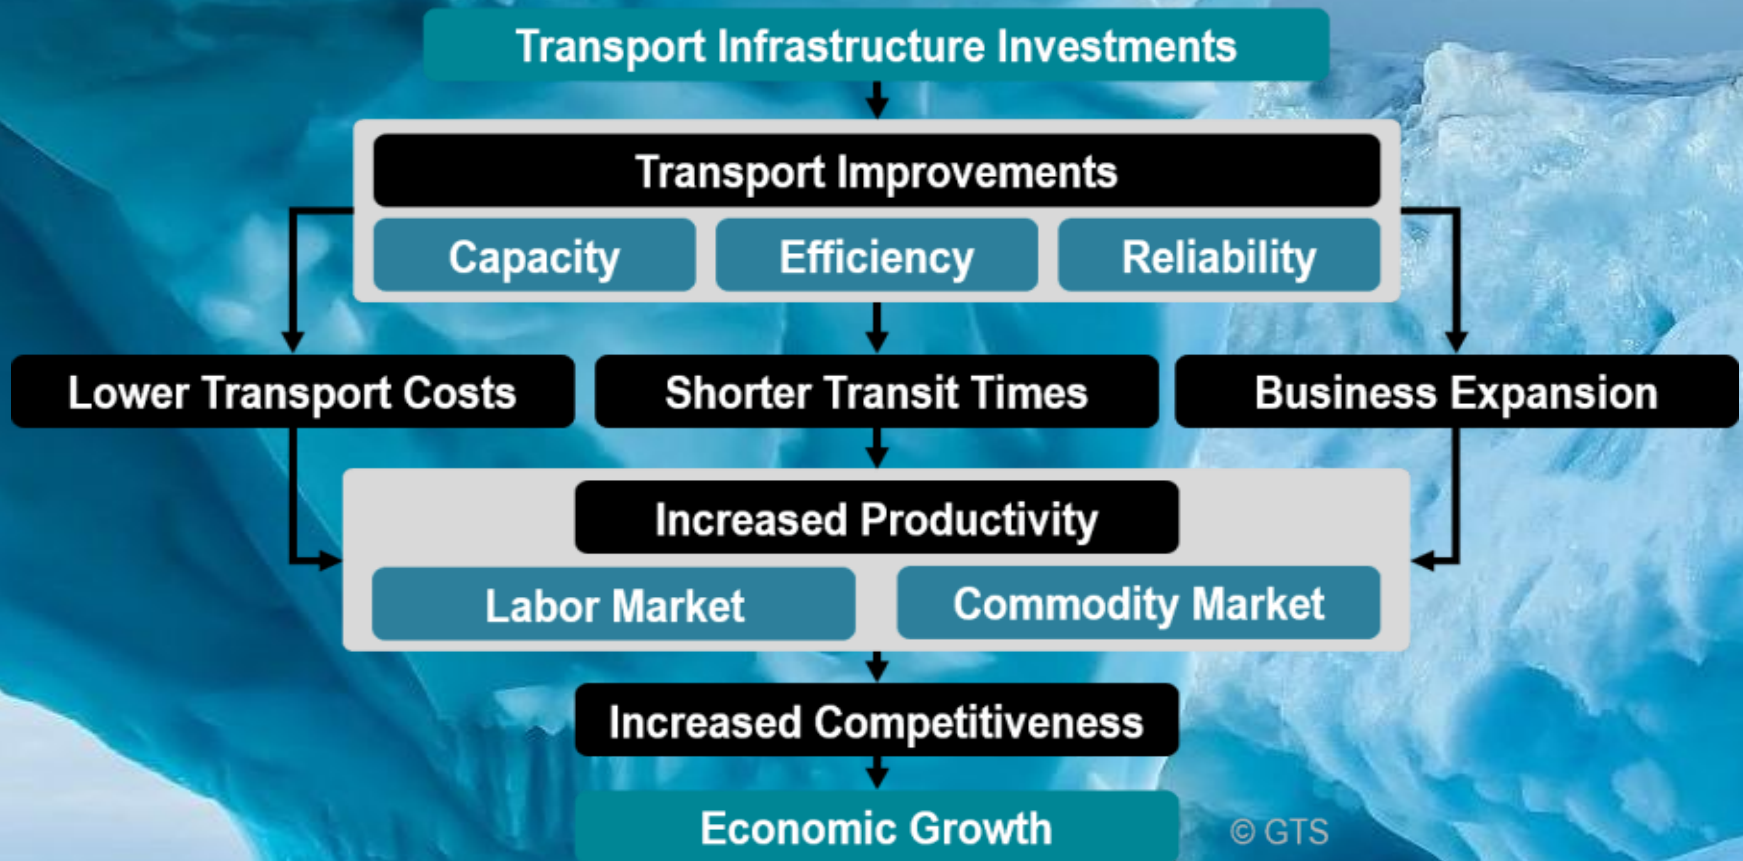 Transport Infrastructure Investments
Transport Improvements
Capacity
Efficiency
Reliability
Lower Transport Costs
Shorter Transit Times
Business Expansion
Increased Productivity
Labor Market
Commodity Market
Increased Competitiveness
Economic Growth
© GTS